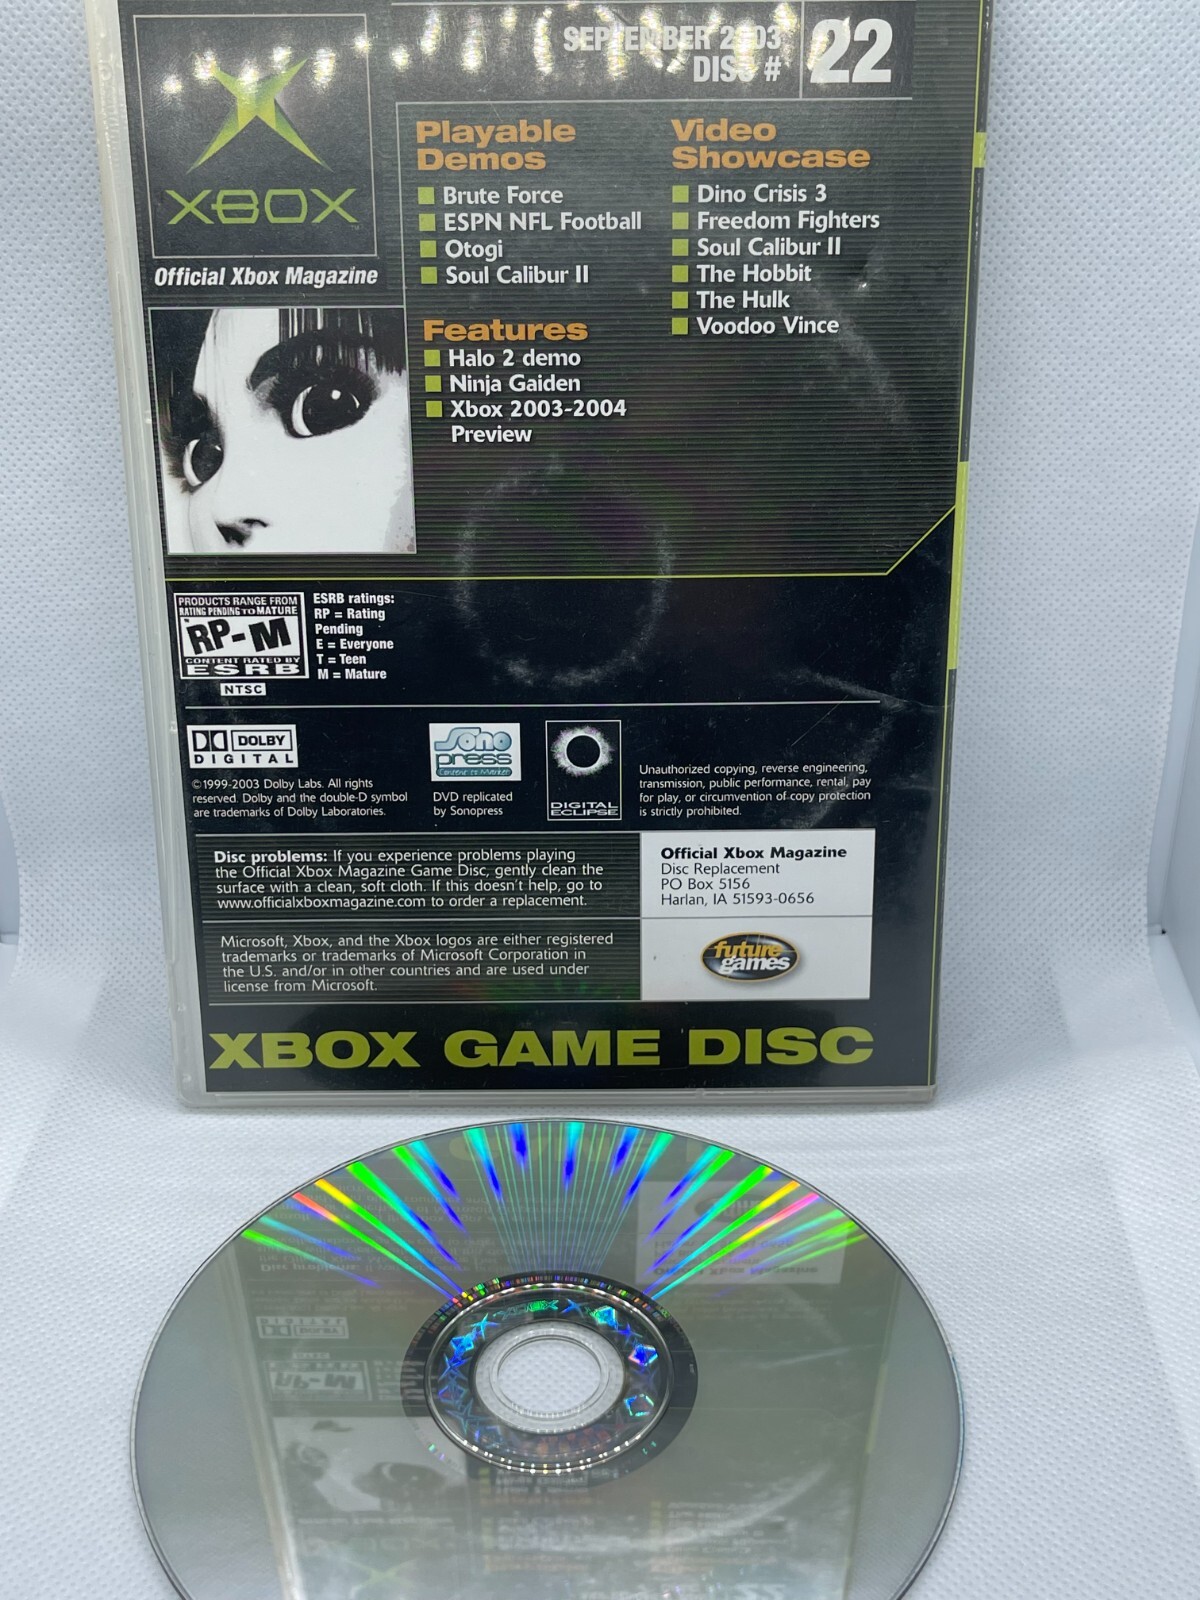 SEPTEMBER 2003
DISC # 22
XBOX™
Official Xbox Magazine
Playable
Demos
Brute Force
ESPN NFL Football
Otogi
Soul Calibur II
Features
Halo 2 demo
Ninja Gaiden
Xbox 2003-2004
Preview
Video
Showcase
Dino Crisis 3
Freedom Fighters
Soul Calibur II
The Hobbit
The Hulk
Voodoo Vince
PRODUCTS RANGE FROM
RATING PENDING TO MATURE
RP-M
CONTENT RATED BY
ESRB
NTSC
ESRB ratings:
RP = Rating
Pending
E = Everyone
T = Teen
M = Mature
DOLBY
DIGITAL
©1999-2003 Dolby Labs. All rights
reserved. Dolby and the double-D symbol
are trademarks of Dolby Laboratories.
Sono
press
Content to Market
DVD replicated
by Sonopress
DIGITAL
ECLIPSE
Unauthorized copying, reverse engineering,
transmission, public performance, rental, pay
for play, or circumvention of copy protection
is strictly prohibited.
Disc problems: If you experience problems playing
the Official Xbox Magazine Game Disc, gently clean the
surface with a clean, soft cloth. If this doesn't help, go to
www.officialxboxmagazine.com to order a replacement.
Official Xbox Magazine
Disc Replacement
PO Box 5156
Harlan, IA 51593-0656
Microsoft, Xbox, and the Xbox logos are either registered
trademarks or trademarks of Microsoft Corporation in
the U.S. and/or in other countries and are used under
license from Microsoft.
future
games
XBOX GAME DISC